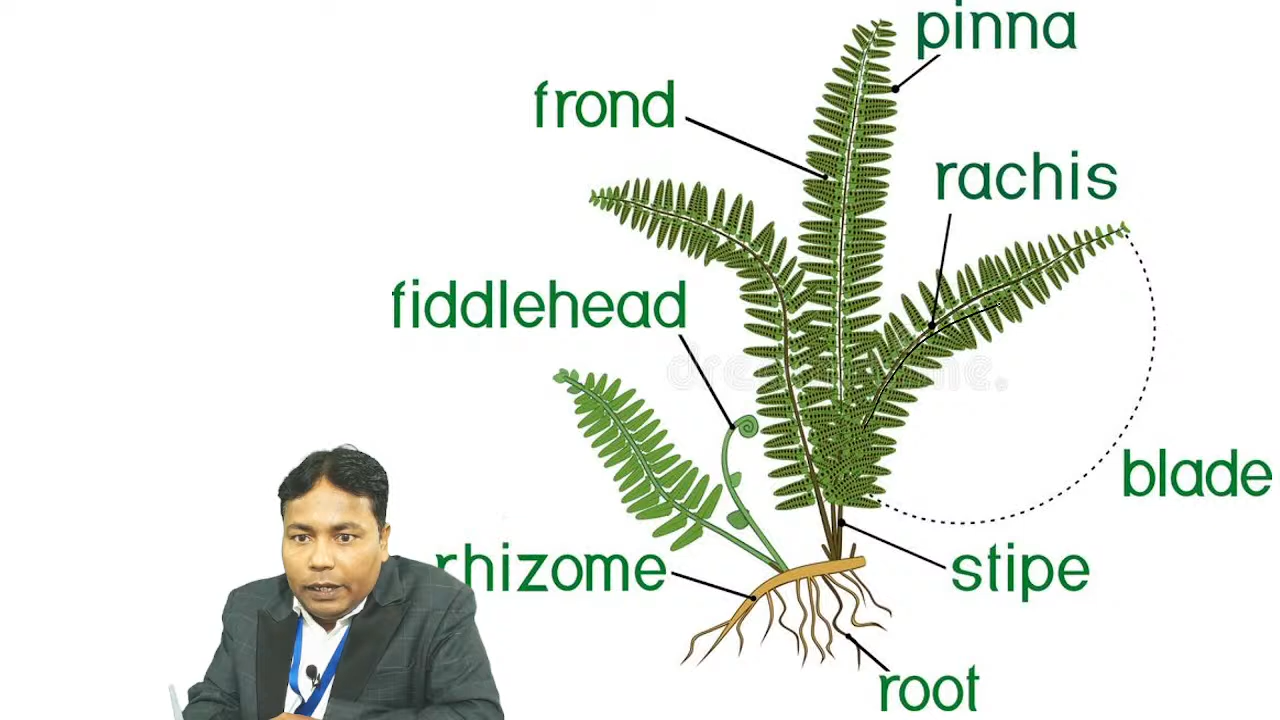 pinna
frond
rachis
fiddlehead
blade
rhizome
stipe
root